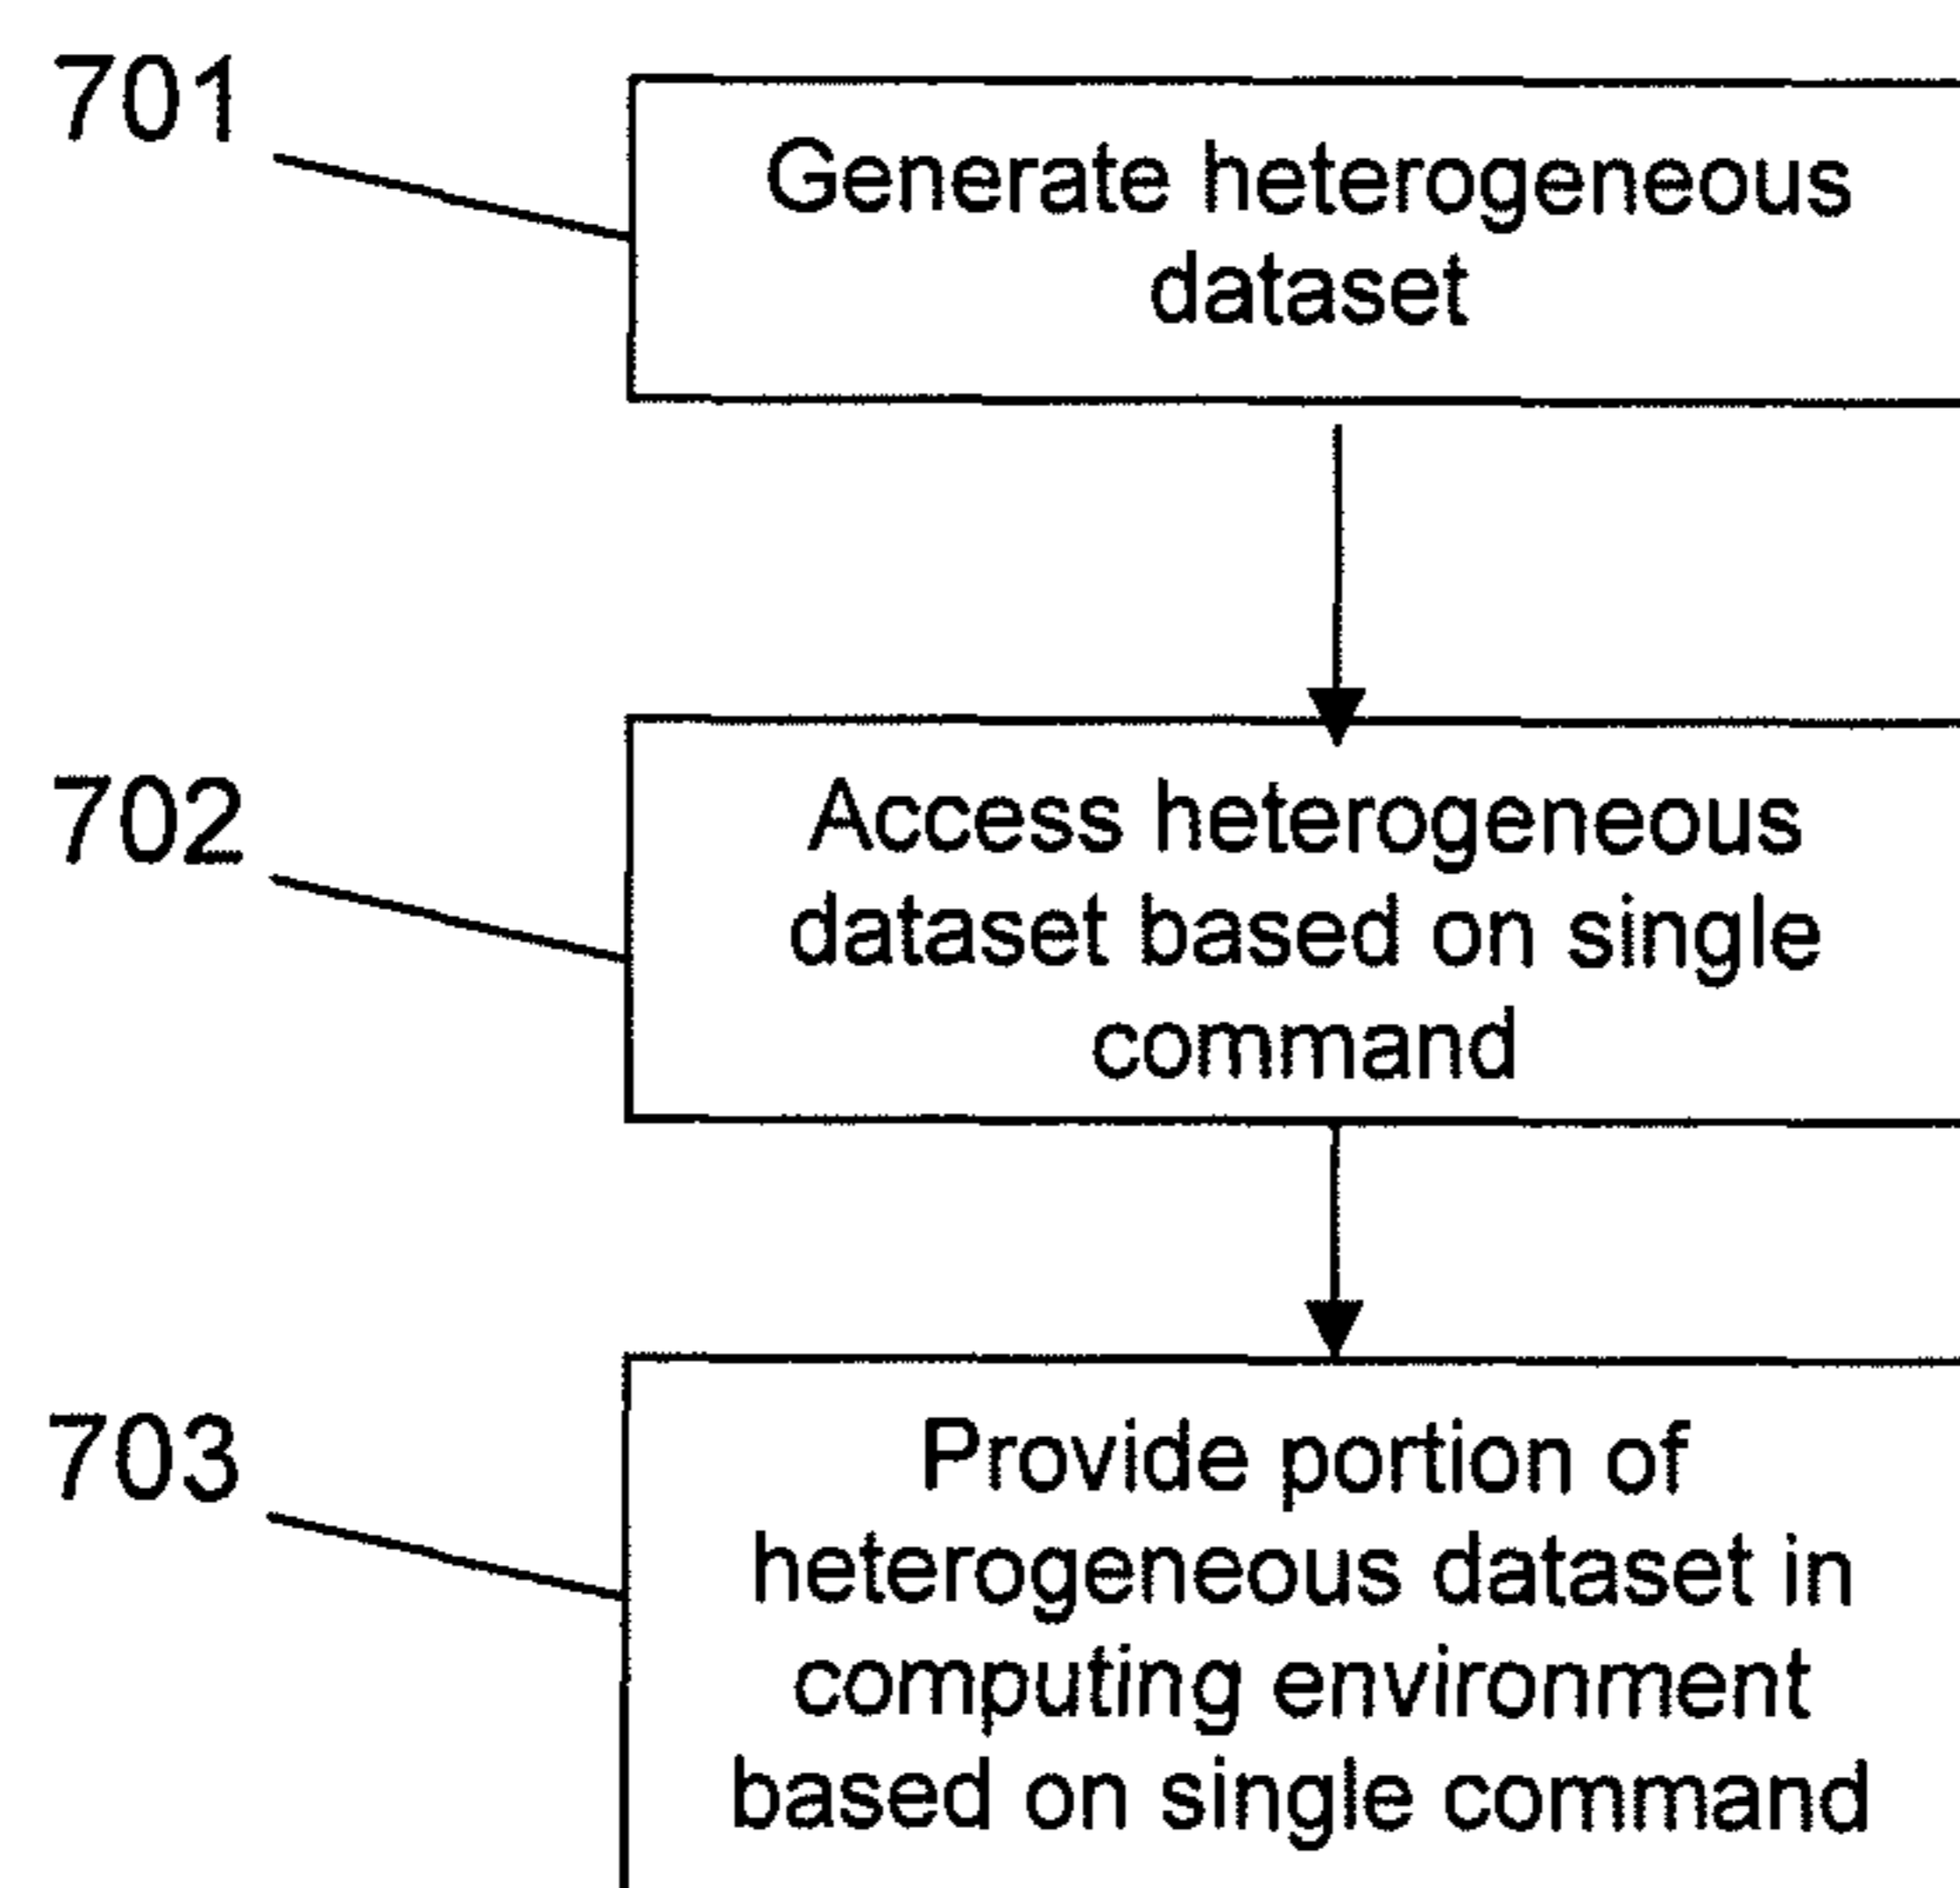 701
Generate heterogeneous
dataset
702
Access heterogeneous
dataset based on single
command
703
Provide portion of
heterogeneous dataset in
computing environment
based on single command